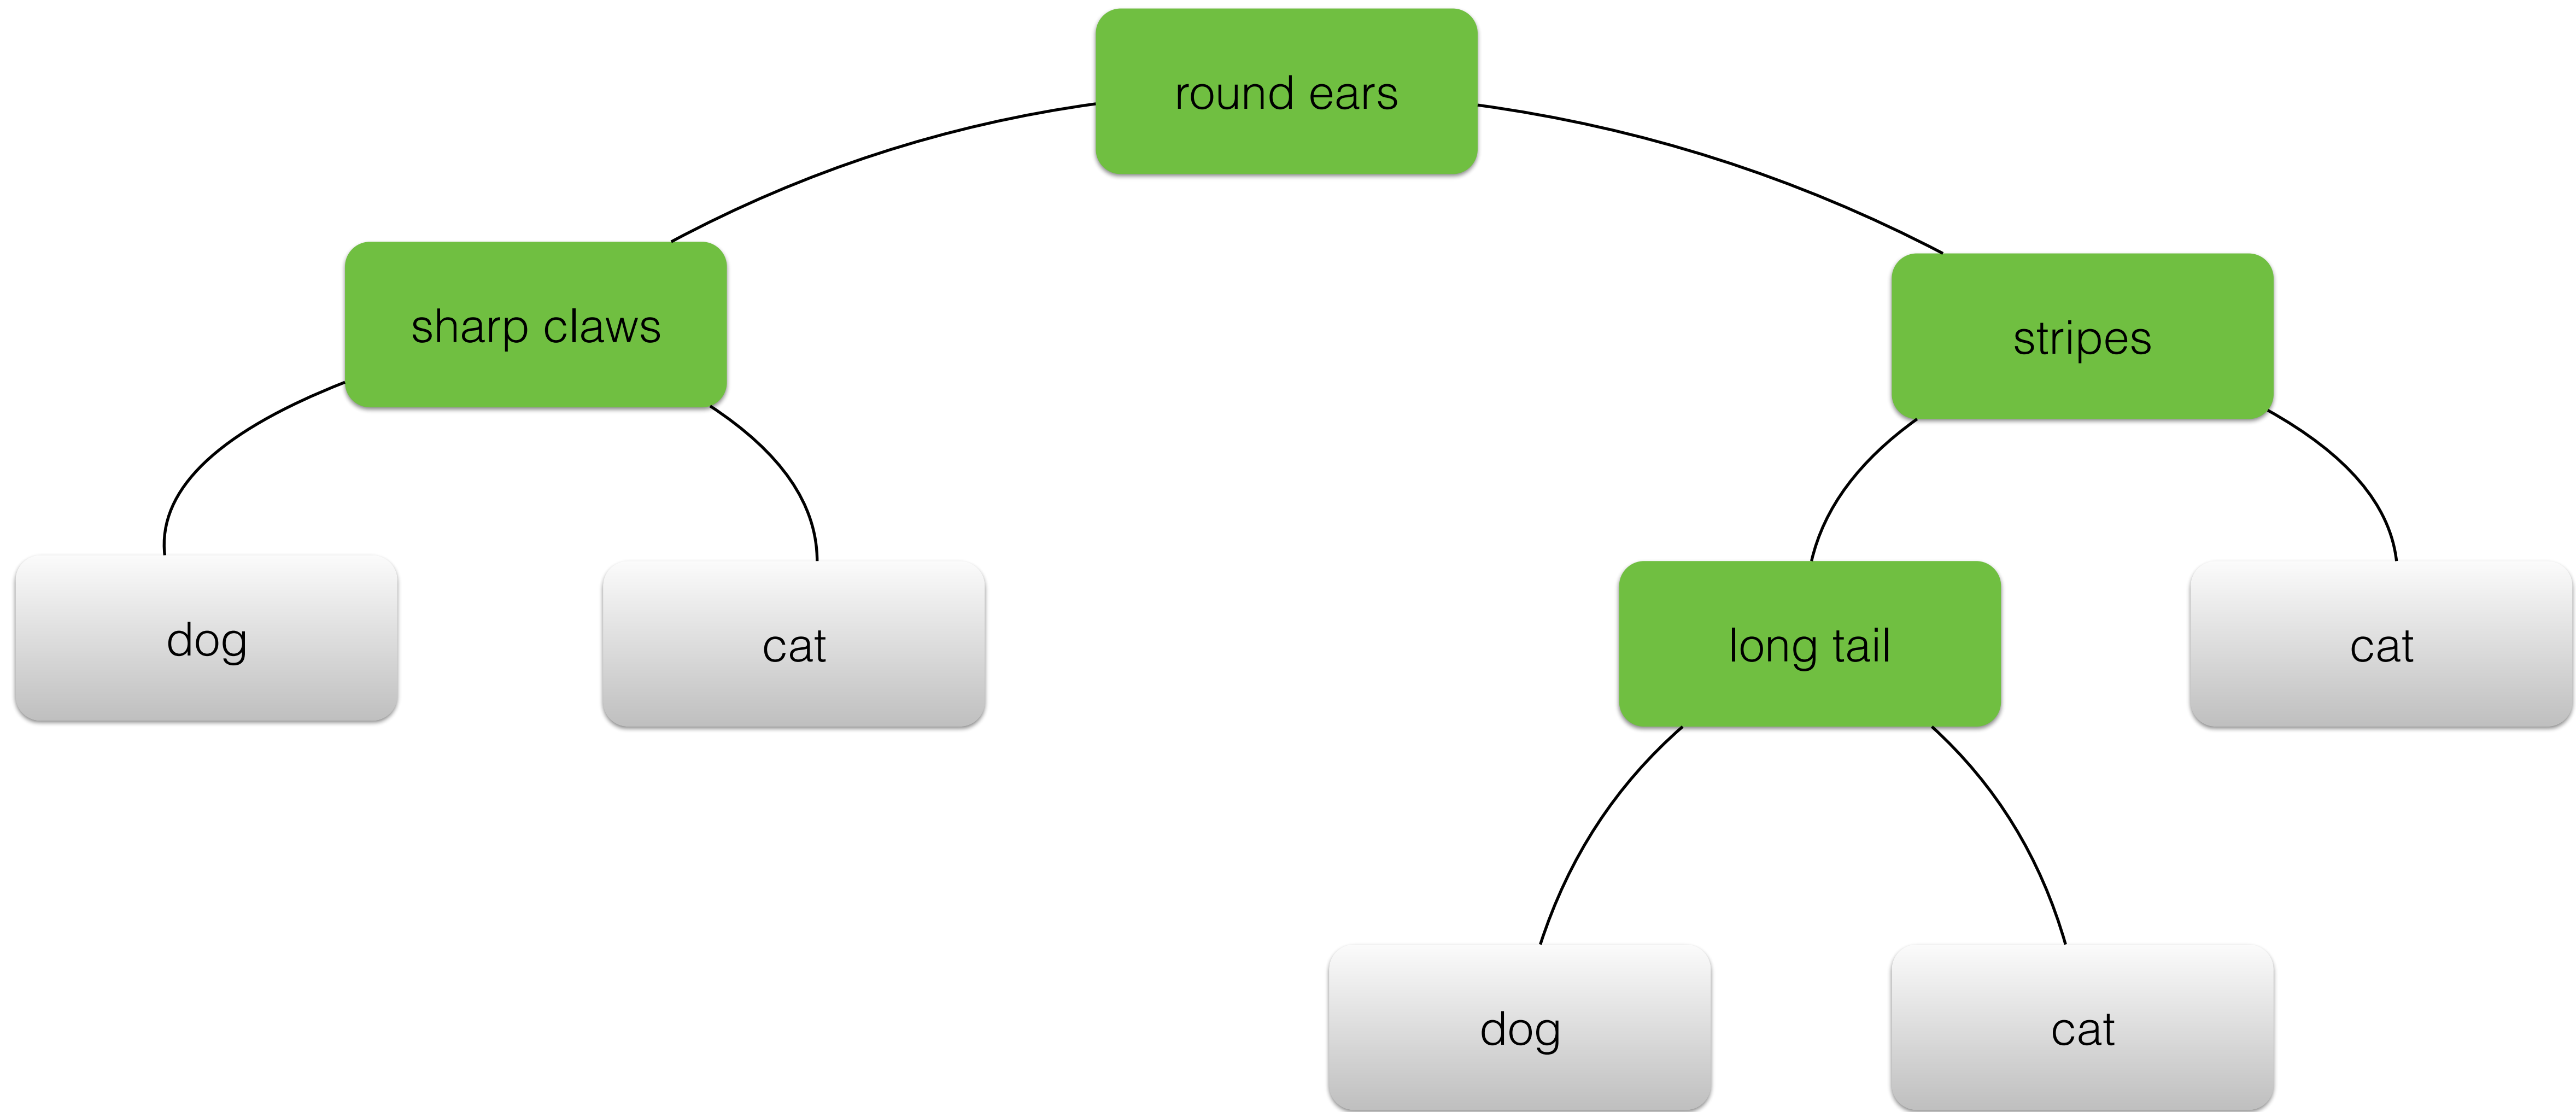 round ears
sharp claws
stripes
dog
cat
long tail
cat
dog
cat